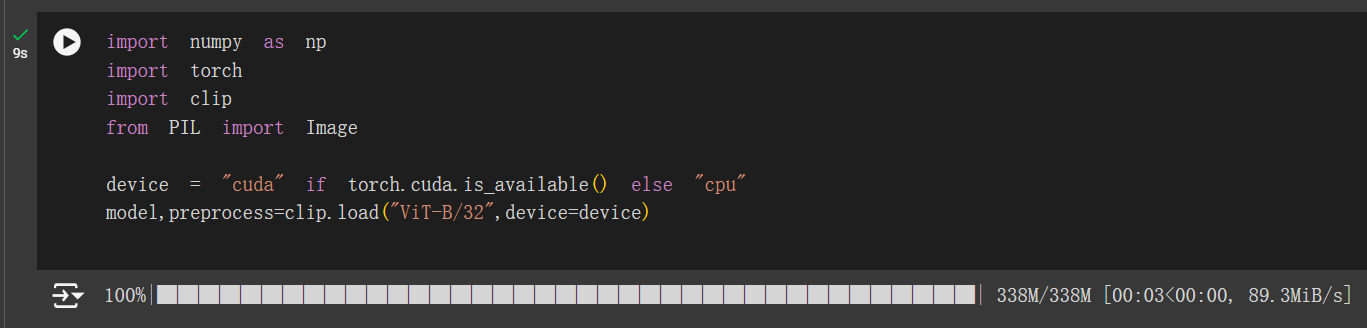 9s
import numpy as np
import torch
import clip
from PIL import Image
device = "cuda" if torch.cuda.is_available() else "cpu"
model,preprocess=clip.load("ViT-B/32",device=device)
100%|████████████████████████████████████████| 338M/338M [00:03<00:00, 89.3MiB/s]